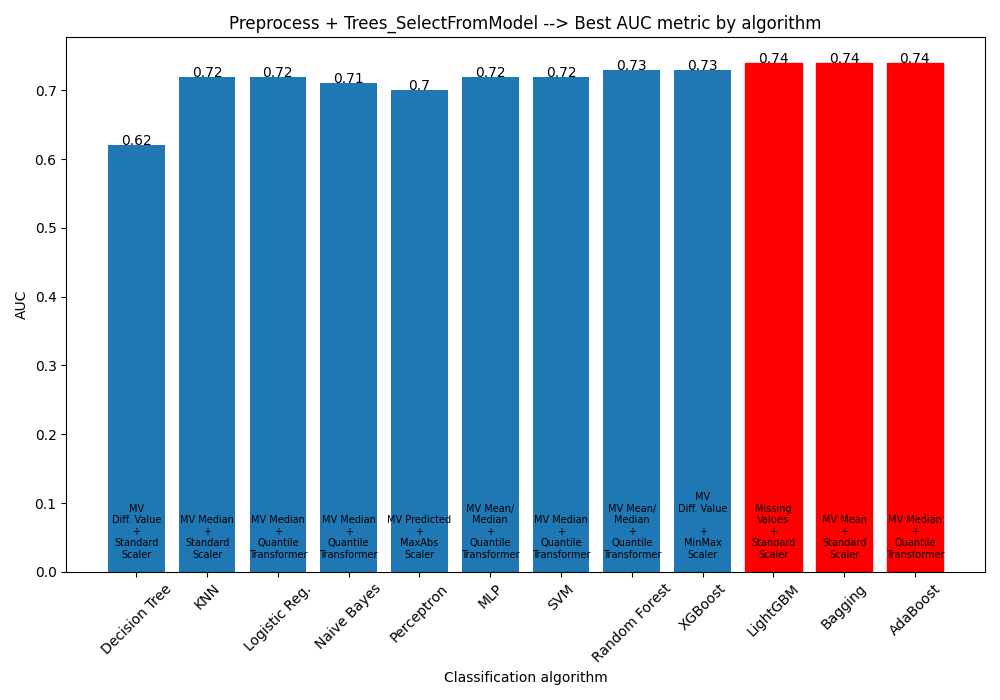 Preprocess + Trees_SelectFromModel --> Best AUC metric by algorithm
AUC
0.7
0.6
0.5
0.4
0.3
0.2
0.1
0.0
0.62
0.72
0.72
0.71
0.7
0.72
0.72
0.73
0.73
0.74
0.74
0.74
MV
Diff. Value
+
Standard
Scaler
MV Median
+
Standard
Scaler
MV Median
+
Quantile
Transformer
MV Median
+
Quantile
Transformer
MV Predicted
+
MaxAbs
Scaler
MV Mean/
Median
+
Quantile
Transformer
MV Median
+
Quantile
Transformer
MV Mean/
Median
+
Quantile
Transformer
MV
Diff. Value
+
MinMax
Scaler
Missing
Values
+
Standard
Scaler
MV Mean
+
Standard
Scaler
MV Median
+
Quantile
Transformer
Decision Tree
KNN
Logistic Reg.
Naive Bayes
Perceptron
MLP
SVM
Random Forest
XGBoost
LightGBM
Bagging
AdaBoost
Classification algorithm